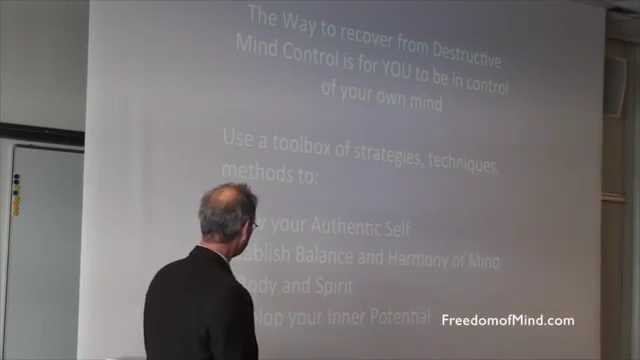 The Way to recover from Destructive
Mind Control is for YOU to be in control
of your own mind
Use a toolbox of strategies, techniques,
methods to:
your Authentic Self
Balance and Harmony of Mind
Body and Spirit
your Inner Potential
FreedomofMind.com